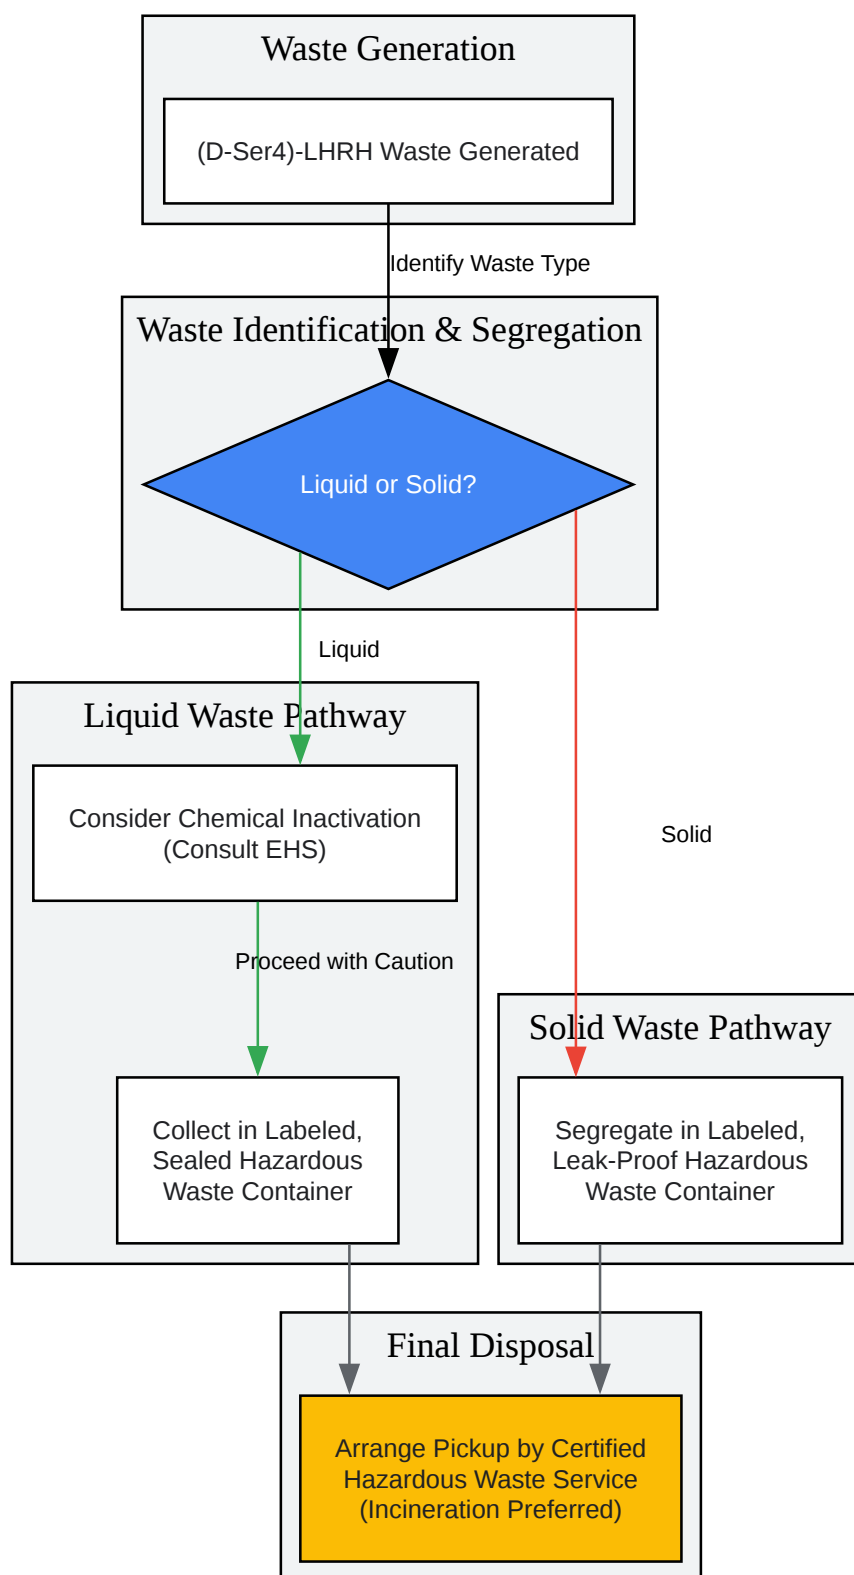 Waste Generation
(D-Ser4)-LHRH Waste Generated
Identify Waste Type
Waste Identification & Segregation
Liquid or Solid?
Liquid
Liquid Waste Pathway
Consider Chemical Inactivation
(Consult EHS)
Solid
Proceed with Caution
Solid Waste Pathway
Collect in Labeled,
Sealed Hazardous
Waste Container
Segregate in Labeled,
Leak-Proof Hazardous
Waste Container
Final Disposal
Arrange Pickup by Certified
Hazardous Waste Service
(Incineration Preferred)